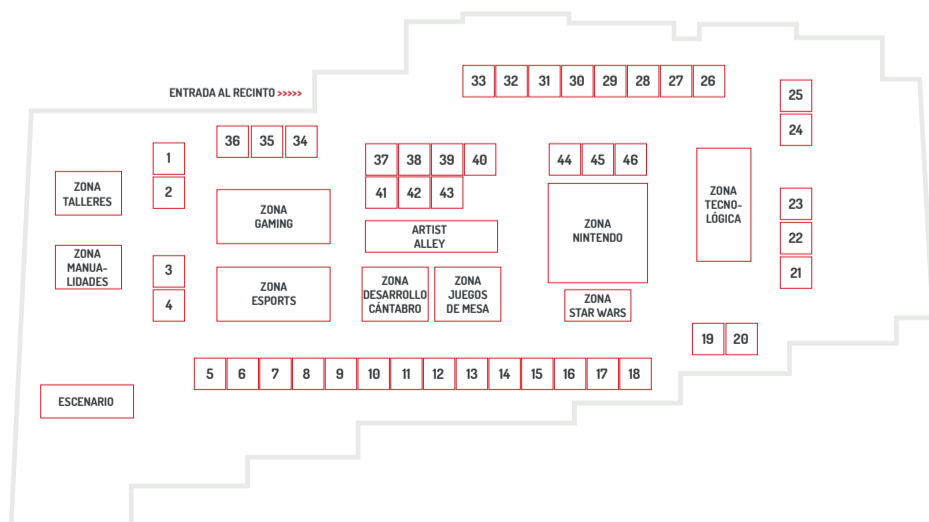 33 32 31 30 29 28 27 26
ENTRADA AL RECINTO >>>>>
25
24
36 35 34
1
2
37 38 39 40
41 42 43
44 45 46
ZONA
TALLERES
ZONA
GAMING
ARTIST
ALLEY
ZONA
NINTENDO
ZONA
TECNO-
LÓGICA
23
22
21
ZONA
MANUA-
LIDADES
3
4
ZONA
ESPORTS
ZONA
DESARROLLO
CÁNTABRO
ZONA
JUEGOS
DE MESA
ZONA
STAR WARS
19 20
5 6 7 8 9 10 11 12 13 14 15 16 17 18
ESCENARIO